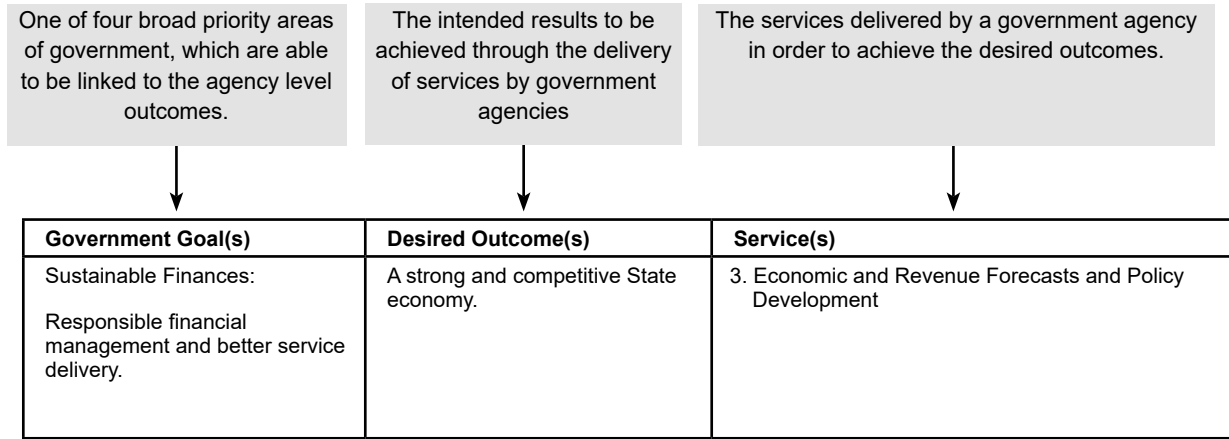 One of four broad priority areas
of government, which are able
to be linked to the agency level
outcomes.
The intended results to be
achieved through the delivery
of services by government
agencies
The services delivered by a government agency
in order to achieve the desired outcomes.
Government Goal(s)
Desired Outcome(s)
Service(s)
Sustainable Finances:
Responsible financial
management and better service
delivery.
A strong and competitive State
economy.
3. Economic and Revenue Forecasts and Policy
Development